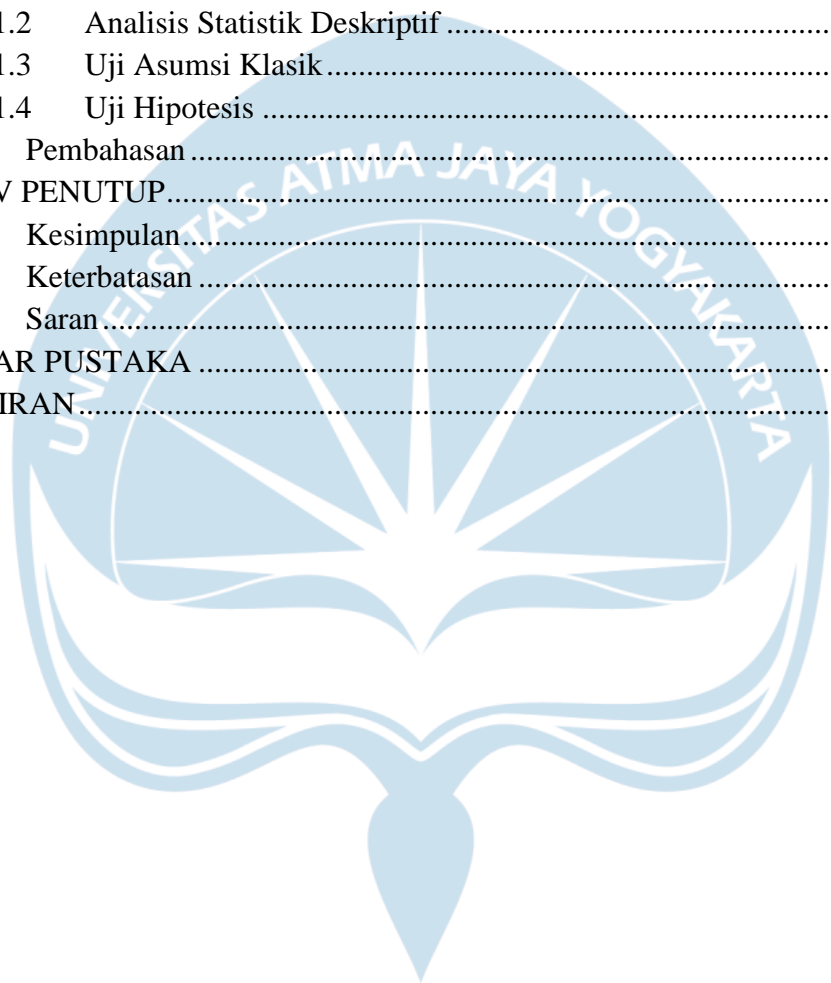 1.2 Analisis Statistik Deskriptif ............................................................
1.3 Uji Asumsi Klasik ............................................................
1.4 Uji Hipotesis ............................................................
Pembahasan ............................................................
V PENUTUP ............................................................
Kesimpulan ............................................................
Keterbatasan ............................................................
Saran ............................................................
AR PUSTAKA ............................................................
IRAN ............................................................
UNIVERSITAS ATMA JAYA YOGYAKARTA